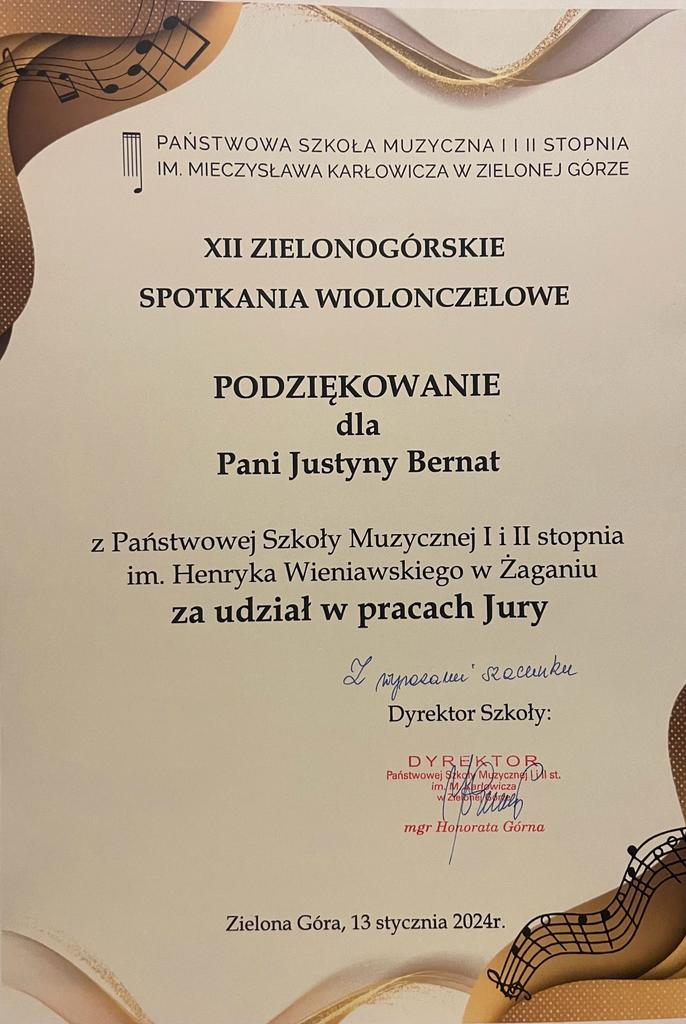 PAŃSTWOWA SZKOŁA MUZYCZNA I I II STOPNIA
IM. MIECZYSŁAWA KARŁOWICZA W ZIELONEJ GÓRZE
XII ZIELONOGÓRSKIE
SPOTKANIA WIOLONCZELOWE
PODZIĘKOWANIE
dla
Pani Justyny Bernat
z Państwowej Szkoły Muzycznej I i II stopnia
im. Henryka Wieniawskiego w Żaganiu
za udział w pracach Jury
Z wyrazami szacunku
Dyrektor Szkoły:
DYREKTOR
Państwowej Szkoły Muzycznej I i II st.
im. M. Karłowicza
w Zielonej Górze
mgr Honorata Górna
Zielona Góra, 13 stycznia 2024r.